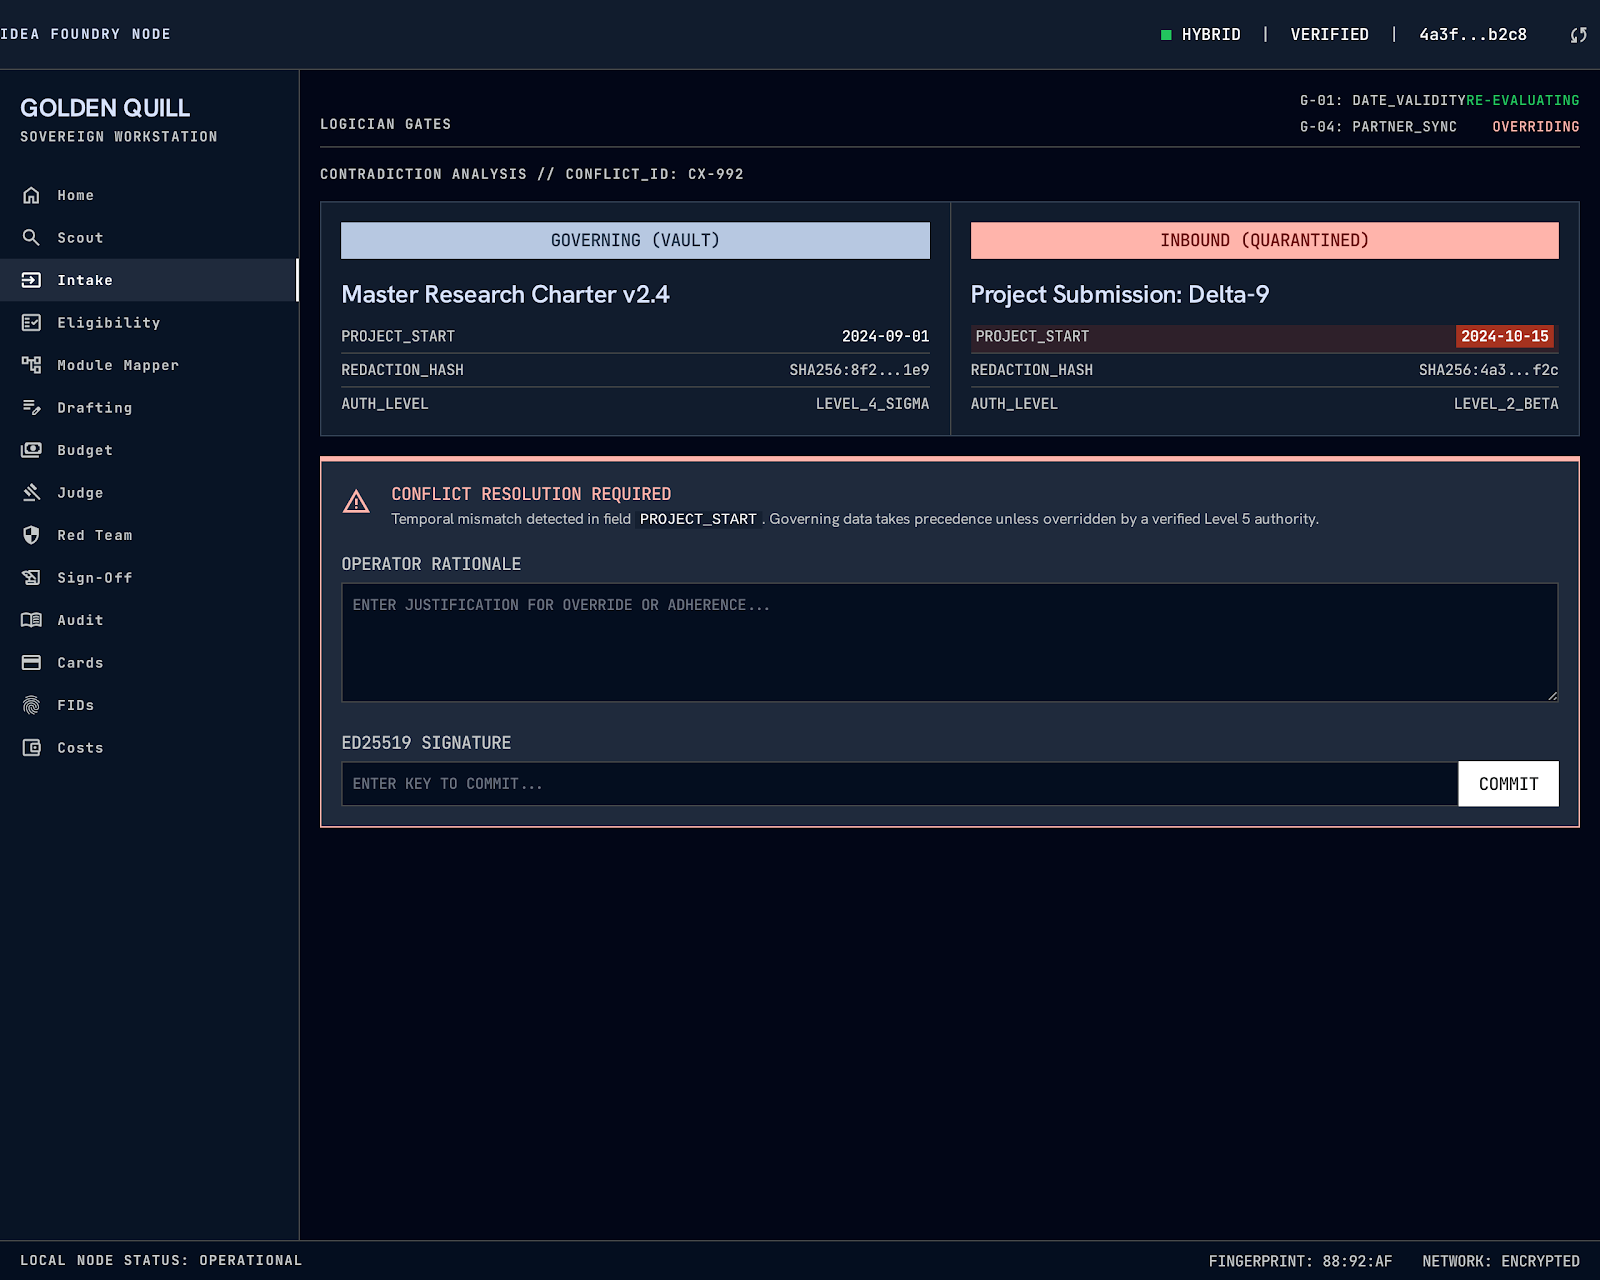 IDEA FOUNDRY NODE
HYBRID | VERIFIED | 4a3f...b2c8
GOLDEN QUILL
SOVEREIGN WORKSTATION
Home
Scout
Intake
Eligibility
Module Mapper
Drafting
Budget
Judge
Red Team
Sign-Off
Audit
Cards
FIDs
Costs
LOGICIAN GATES
G-01: DATE_VALIDITY RE-EVALUATING
G-04: PARTNER_SYNC OVERRIDING
CONTRADICTION ANALYSIS // CONFLICT_ID: CX-992
GOVERNING (VAULT)
Master Research Charter v2.4
PROJECT_START 2024-09-01
REDACTION_HASH SHA256:8f2...1e9
AUTH_LEVEL LEVEL_4_SIGMA
INBOUND (QUARANTINED)
Project Submission: Delta-9
PROJECT_START 2024-10-15
REDACTION_HASH SHA256:4a3...f2c
AUTH_LEVEL LEVEL_2_BETA
CONFLICT RESOLUTION REQUIRED
Temporal mismatch detected in field PROJECT_START. Governing data takes precedence unless overridden by a verified Level 5 authority.
OPERATOR RATIONALE
ENTER JUSTIFICATION FOR OVERRIDE OR ADHERENCE...
ED25519 SIGNATURE
ENTER KEY TO COMMIT...
COMMIT
LOCAL NODE STATUS: OPERATIONAL
FINGERPRINT: 88:92:AF
NETWORK: ENCRYPTED